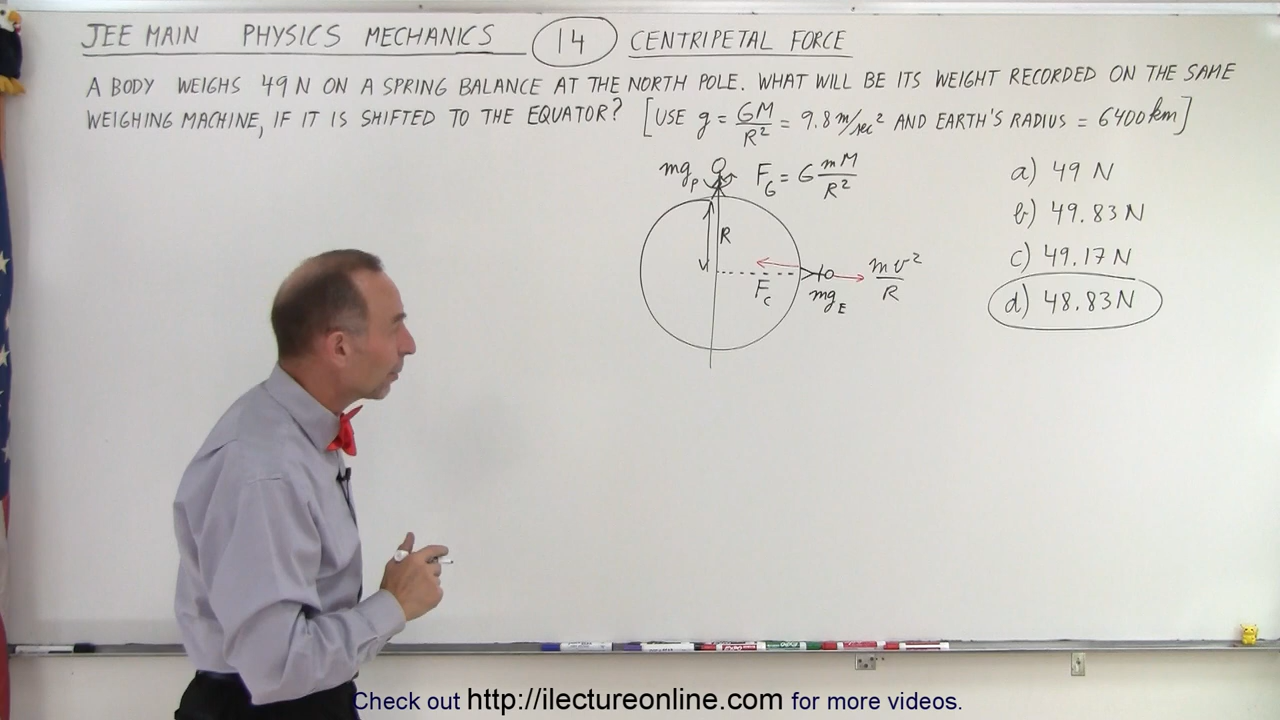 JEE MAIN PHYSICS MECHANICS 14 CENTRIPETAL FORCE
A BODY WEIGHS 49 N ON A SPRING BALANCE AT THE NORTH POLE. WHAT WILL BE ITS WEIGHT RECORDED ON THE SAME
WEIGHING MACHINE, IF IT IS SHIFTED TO THE EQUATOR? [USE g = GM/R² = 9.8 m/sec² AND EARTH'S RADIUS = 6400 km]
mg_P F_G = G mM/R²
R
F_C mg_E mv²/R
a) 49 N
b) 49.83 N
c) 49.17 N
d) 48.83 N
Check out http://ilectureonline.com for more videos.